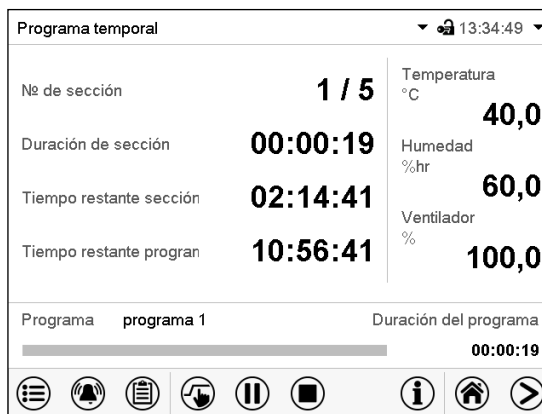 Programa temporal
13:34:49
Nº de sección
1 / 5
Duración de sección
00:00:19
Tiempo restante sección
02:14:41
Tiempo restante progran
10:56:41
Temperatura
°C
40,0
Humedad
%hr
60,0
Ventilador
%
100,0
Programa programa 1
Duración del programa
00:00:19